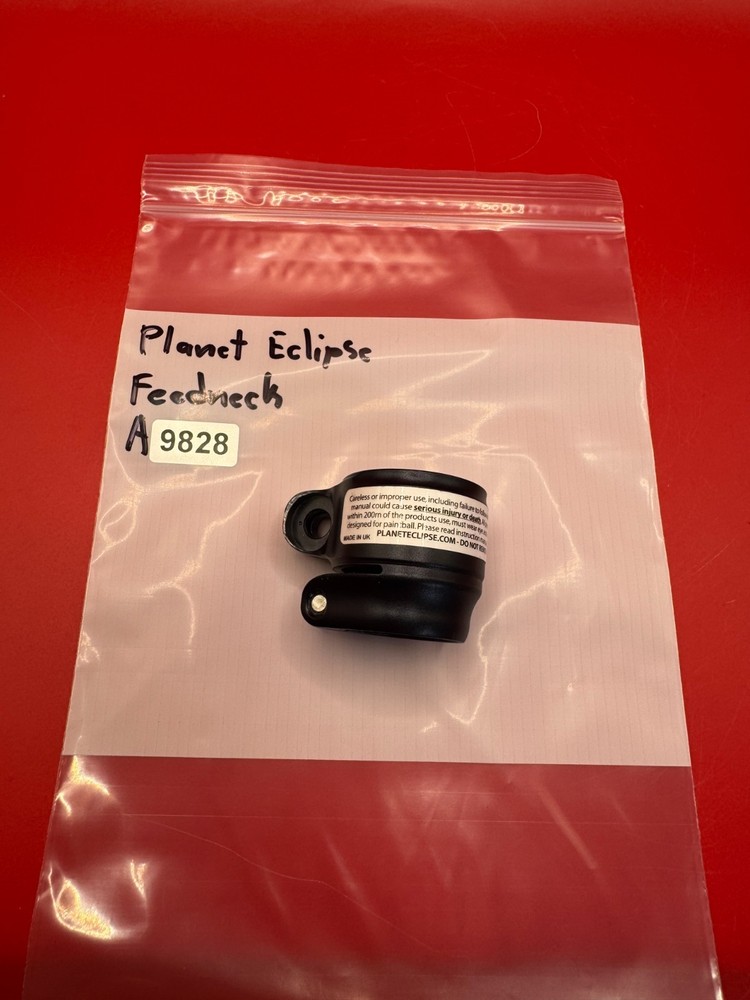 Planet Eclipse
Feedneck
A 9828
Careless or improper use, including failure to
manual could cause serious injury or death.
within 200m of the products use, must wear
designed for paintball. Please read instruction
MADE IN UK PLANETECLIPSE.COM - DO NOT